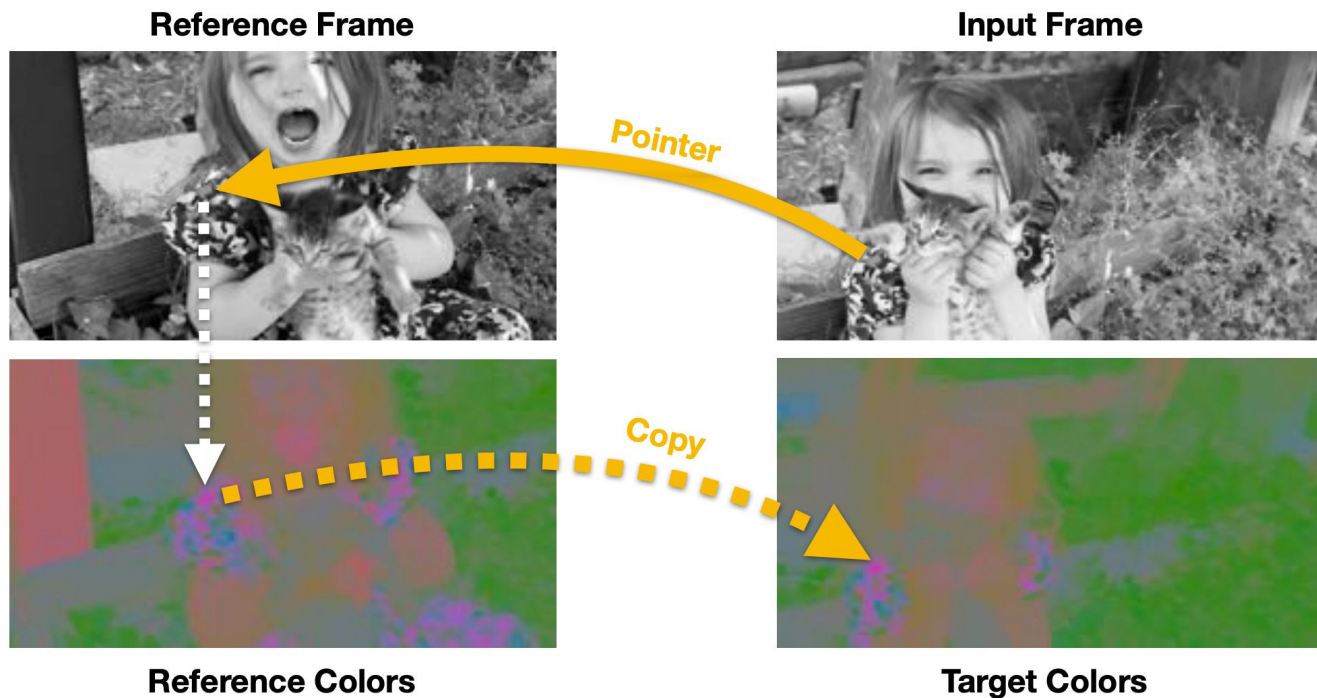 Reference Frame
Input Frame
Pointer
Copy
Reference Colors
Target Colors